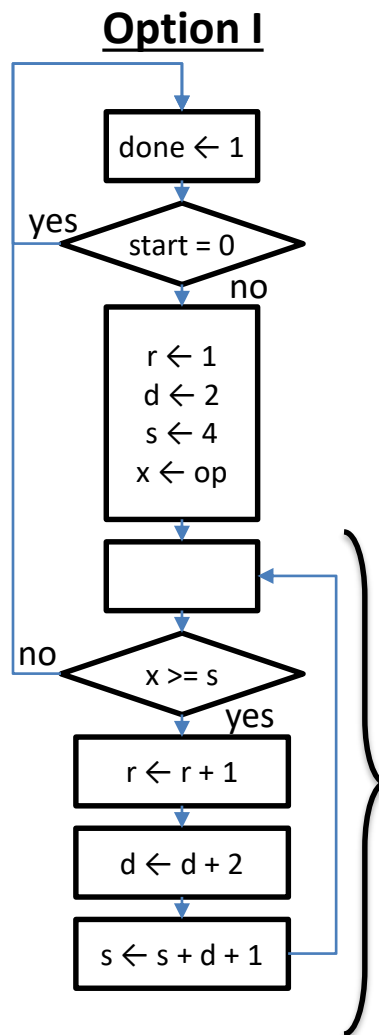 Option I
done ← 1
yes
start = 0
no
r ← 1
d ← 2
s ← 4
x ← op
no
x >= s
yes
r ← r + 1
d ← d + 2
s ← s + d + 1